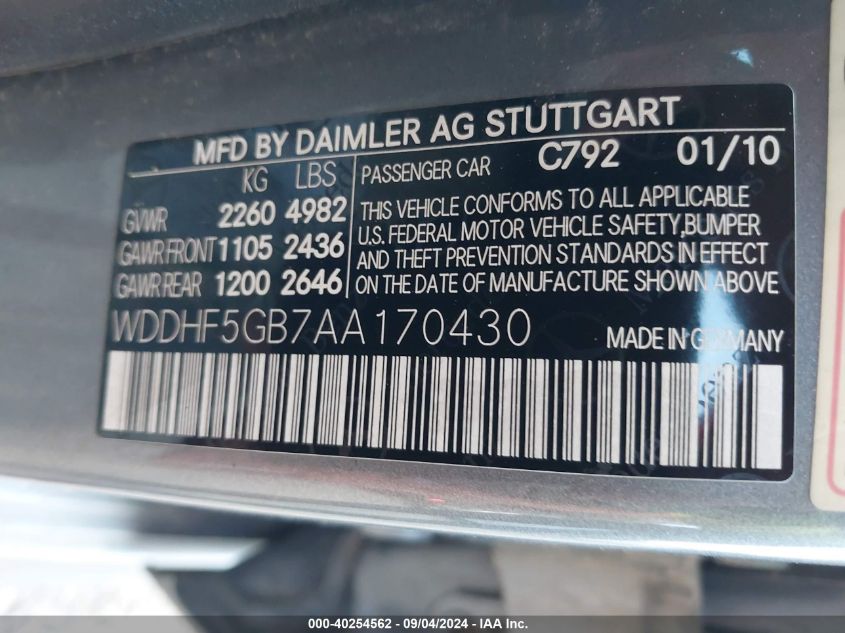 MFD BY DAIMLER AG STUTTGART
KG LBS
GVWR 2260 4982
GAWR FRONT 1105 2436
GAWR REAR 1200 2646
PASSENGER CAR C792 01/10
THIS VEHICLE CONFORMS TO ALL APPLICABLE
U.S. FEDERAL MOTOR VEHICLE SAFETY,BUMPER
AND THEFT PREVENTION STANDARDS IN EFFECT
ON THE DATE OF MANUFACTURE SHOWN ABOVE
WDDHF5GB7AA170430
MADE IN GERMANY
000-40254562 - 09/04/2024 - IAA Inc.